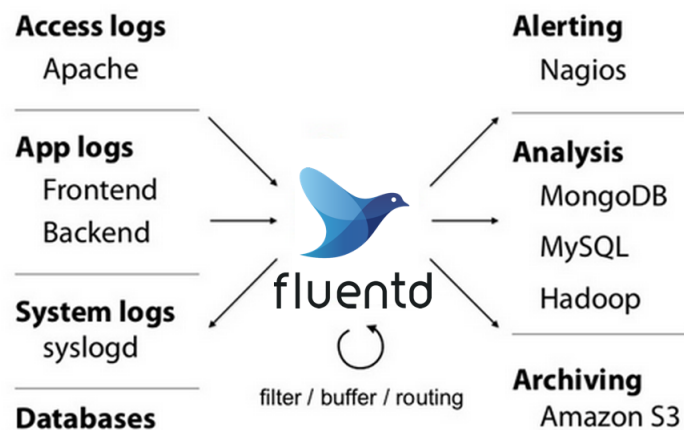 Access logs
Apache
App logs
Frontend
Backend
System logs
syslogd
Databases
fluentd
filter / buffer / routing
Alerting
Nagios
Analysis
MongoDB
MySQL
Hadoop
Archiving
Amazon S3